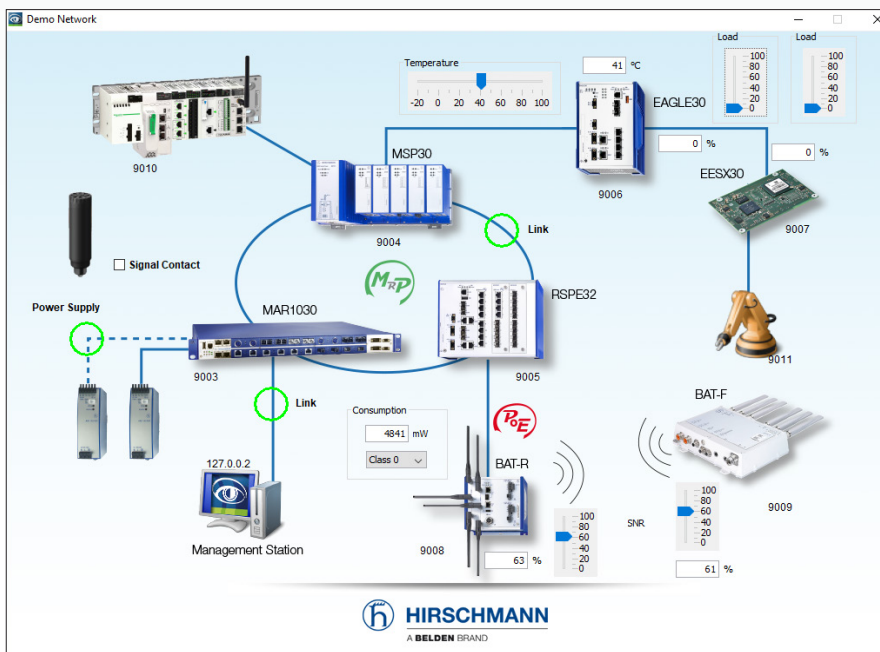 Demo Network
Temperature
-20 0 20 40 60 80 100
41 ºC
Load
100
80
60
40
20
0
Load
100
80
60
40
20
0
EAGLE30
9006
0 %
0 %
9010
MSP30
9004
Link
EESX30
9007
Signal Contact
MRP
RSPE32
9005
Power Supply
MAR1030
9003
9011
Link
Consumption
4841 mW
Class 0
PoE
BAT-F
9009
127.0.0.2
Management Station
BAT-R
9008
63 %
100
80
60
40
20
0
SNR
100
80
60
40
20
0
61 %
HIRSCHMANN
A BELDEN BRAND